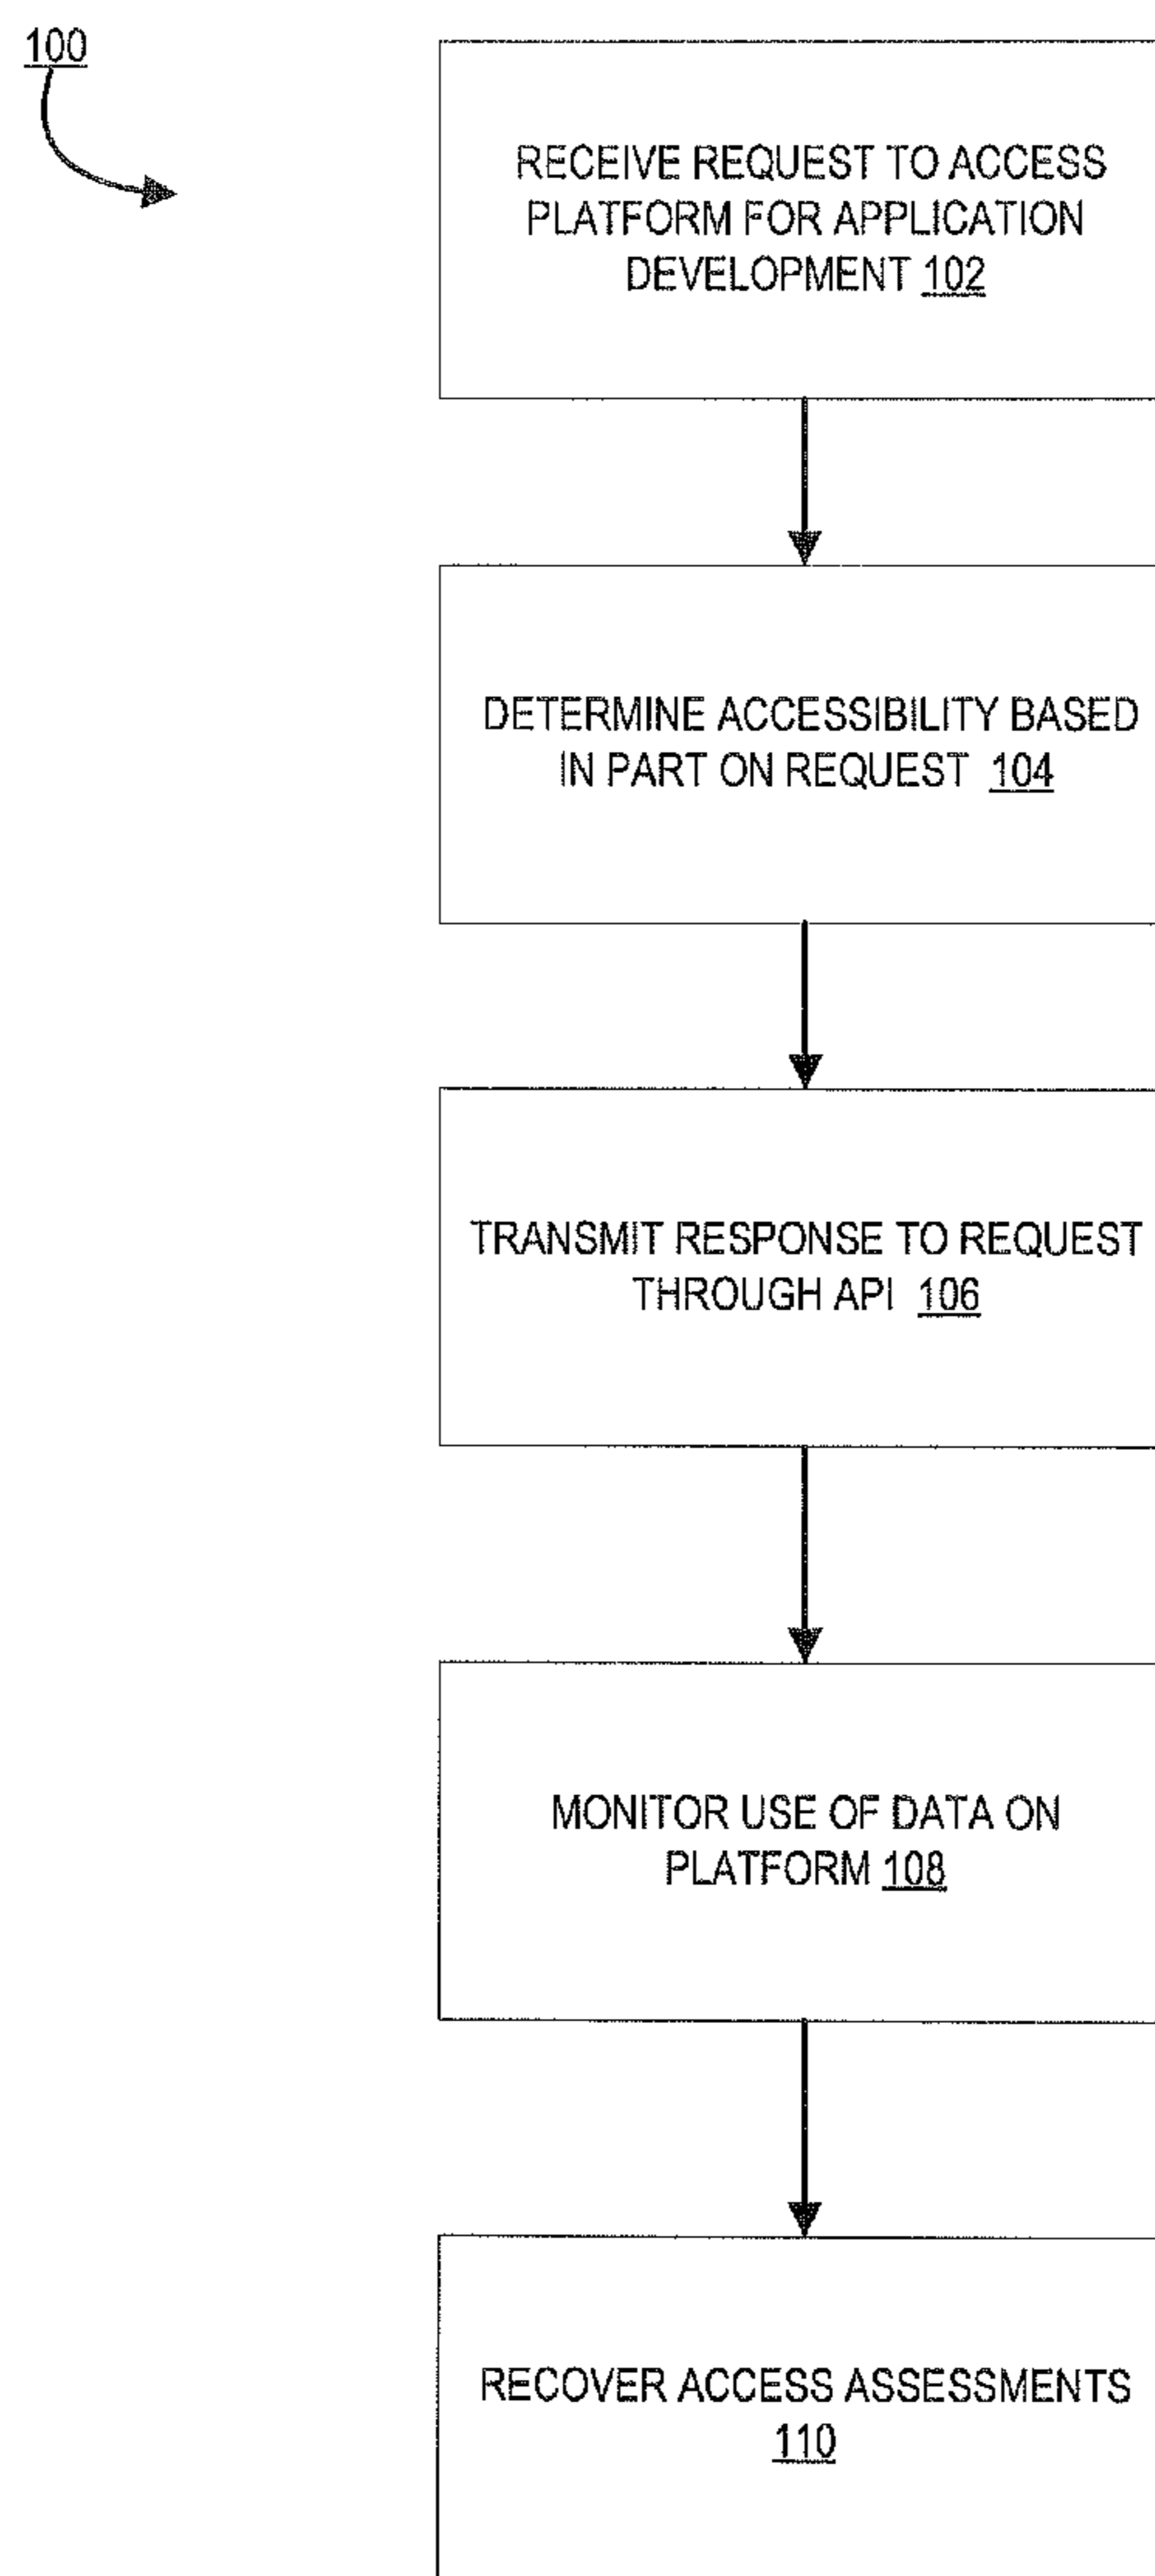 100
RECEIVE REQUEST TO ACCESS
PLATFORM FOR APPLICATION
DEVELOPMENT 102
DETERMINE ACCESSIBILITY BASED
IN PART ON REQUEST 104
TRANSMIT RESPONSE TO REQUEST
THROUGH API 106
MONITOR USE OF DATA ON
PLATFORM 108
RECOVER ACCESS ASSESSMENTS
110